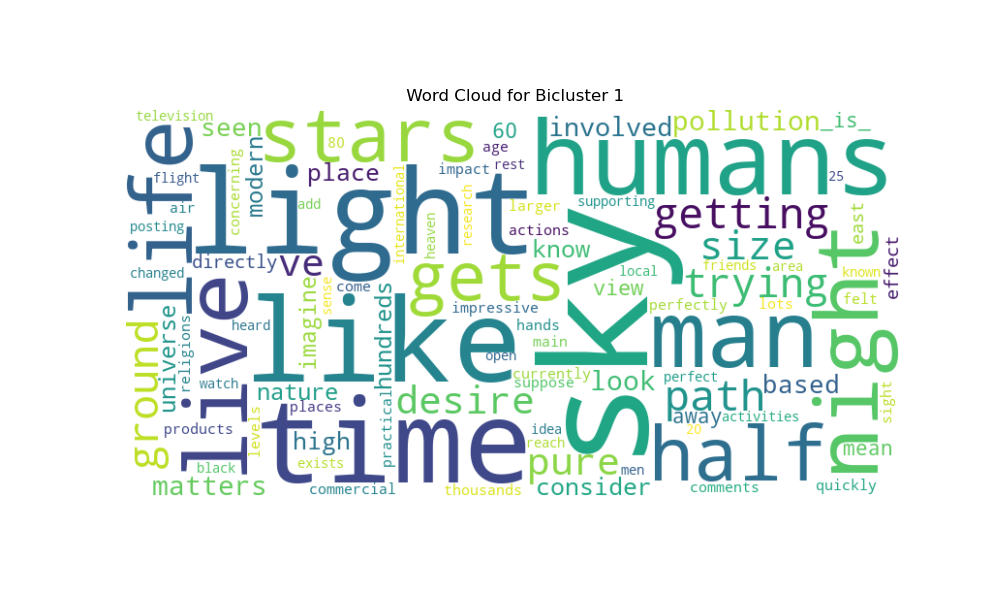 Word Cloud for Bicluster 1
television
seen
stars
60
involved
pollution
_is_
80
age
humans
life
modern
concerning
light
place
international
impact
research
rest
25
flight
air
add
heaven
larger
supporting
getting
east
posting
actions
know
sky
size
night
effect
changed
directly
ve
gets
local
friends
area
known
come
view
trying
felt
sense
imagine
live
like
impressive
perfectly
lots
ground
universe
religions
heard
hundreds
hands
main
man
open
watch
nature
currently
suppose
look
perfect
path
based
practical
desire
away
activities
sight
products
places
time
idea
20
half
levels
high
reach
mean
black
exists
pure
men
matters
commercial
thousands
consider
comments
quickly